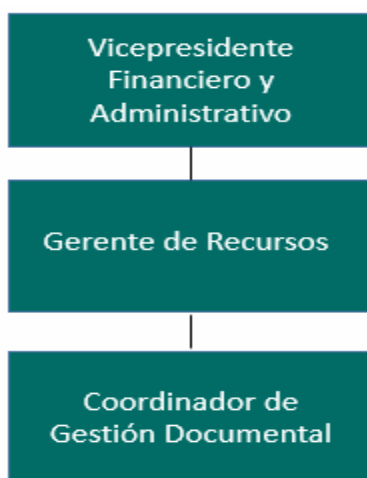 Vicepresidente
Financiero y
Administrativo
Gerente de Recursos
Coordinador de
Gestión Documental